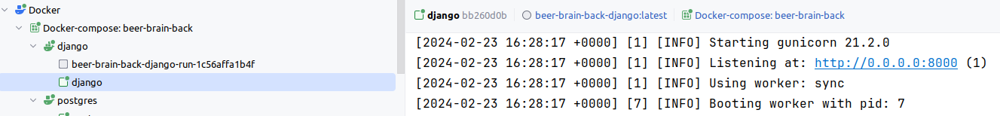 Docker
Docker-compose: beer-brain-back
django
beer-brain-back-django-run-1c56affa1b4f
django
postgres
django bb260d0b beer-brain-back-django:latest Docker-compose: beer-brain-back
[2024-02-23 16:28:17 +0000] [1] [INFO] Starting gunicorn 21.2.0
[2024-02-23 16:28:17 +0000] [1] [INFO] Listening at: http://0.0.0.0:8000 (1)
[2024-02-23 16:28:17 +0000] [1] [INFO] Using worker: sync
[2024-02-23 16:28:17 +0000] [7] [INFO] Booting worker with pid: 7